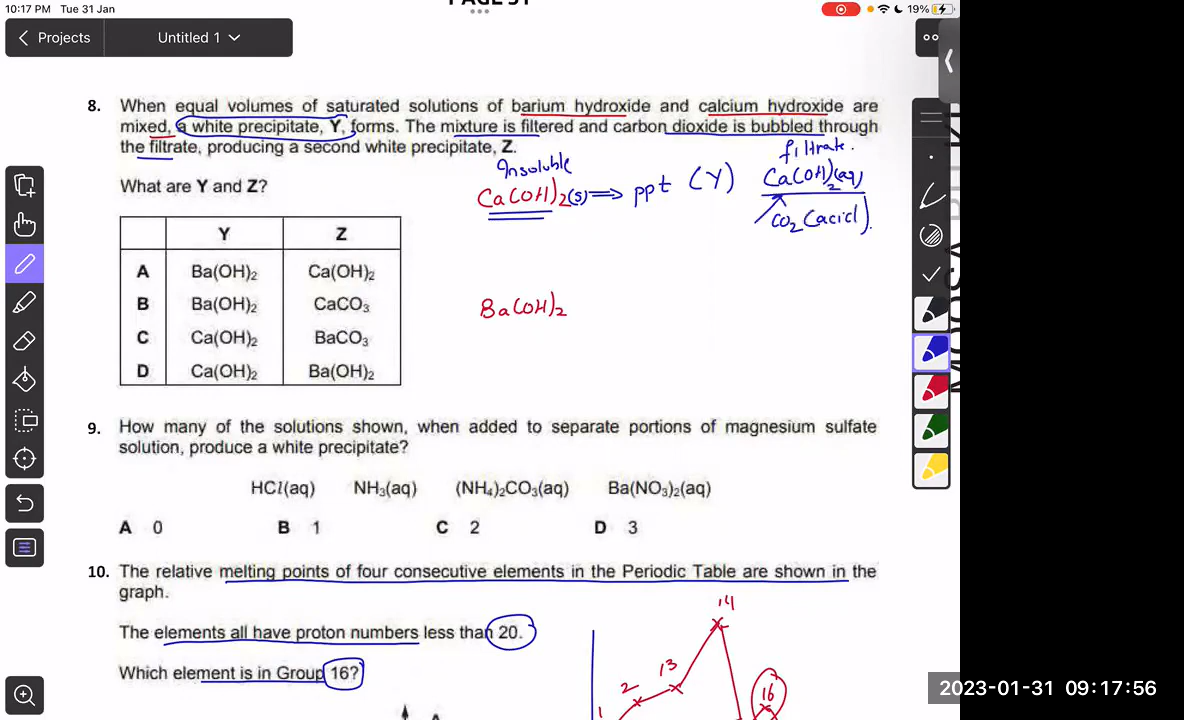 10:17 PM Tue 31 Jan
19%
Projects
Untitled 1
8. When equal volumes of saturated solutions of barium hydroxide and calcium hydroxide are
mixed, a white precipitate, Y, forms. The mixture is filtered and carbon dioxide is bubbled through
the filtrate, producing a second white precipitate, Z.
What are Y and Z?
Insoluble
Ca(OH)2(s) ⟹ ppt (Y)
filtrate.
Ca(OH)2(aq)
CO2 (acid).
Y Z
A Ba(OH)2 Ca(OH)2
B Ba(OH)2 CaCO3
C Ca(OH)2 BaCO3
D Ca(OH)2 Ba(OH)2
Ba(OH)2
9. How many of the solutions shown, when added to separate portions of magnesium sulfate
solution, produce a white precipitate?
HCl(aq) NH3(aq) (NH4)2CO3(aq) Ba(NO3)2(aq)
A 0 B 1 C 2 D 3
10. The relative melting points of four consecutive elements in the Periodic Table are shown in the
graph.
The elements all have proton numbers less than 20.
Which element is in Group 16?
14
13
2
1
16
2023-01-31 09:17:56